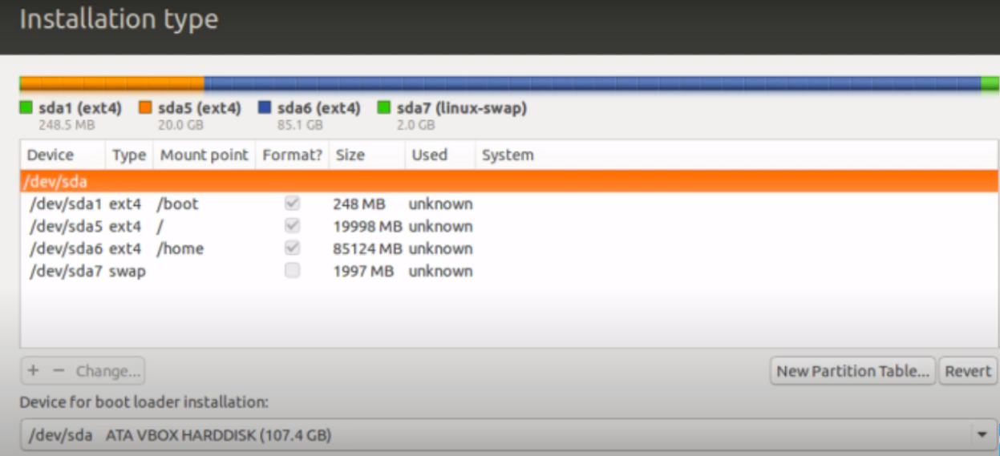 Installation type
sda1 (ext4) sda5 (ext4) sda6 (ext4) sda7 (linux-swap)
248.5 MB 20.0 GB 85.1 GB 2.0 GB
Device Type Mount point Format? Size Used System
/dev/sda
/dev/sda1 ext4 /boot 248 MB unknown
/dev/sda5 ext4 / 19998 MB unknown
/dev/sda6 ext4 /home 85124 MB unknown
/dev/sda7 swap 1997 MB unknown
+ − Change... New Partition Table... Revert
Device for boot loader installation:
/dev/sda ATA VBOX HARDDISK (107.4 GB)